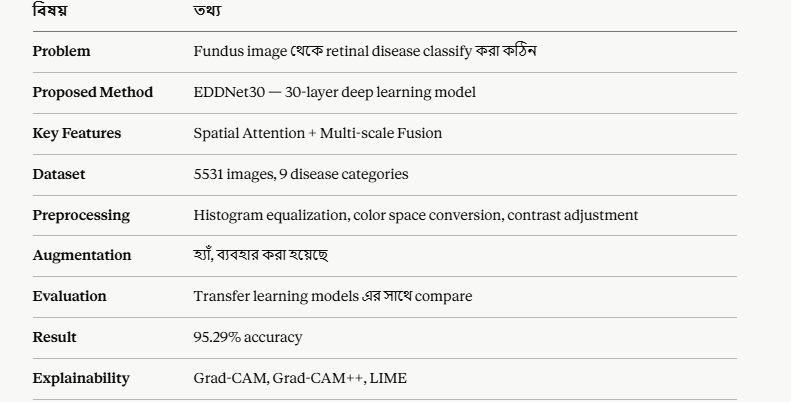 বিষয় তথ্য
Problem Fundus image থেকে retinal disease classify করা কঠিন
Proposed Method EDDNet30 — 30-layer deep learning model
Key Features Spatial Attention + Multi-scale Fusion
Dataset 5531 images, 9 disease categories
Preprocessing Histogram equalization, color space conversion, contrast adjustment
Augmentation হ্যাঁ, ব্যবহার করা হয়েছে
Evaluation Transfer learning models এর সাথে compare
Result 95.29% accuracy
Explainability Grad-CAM, Grad-CAM++, LIME